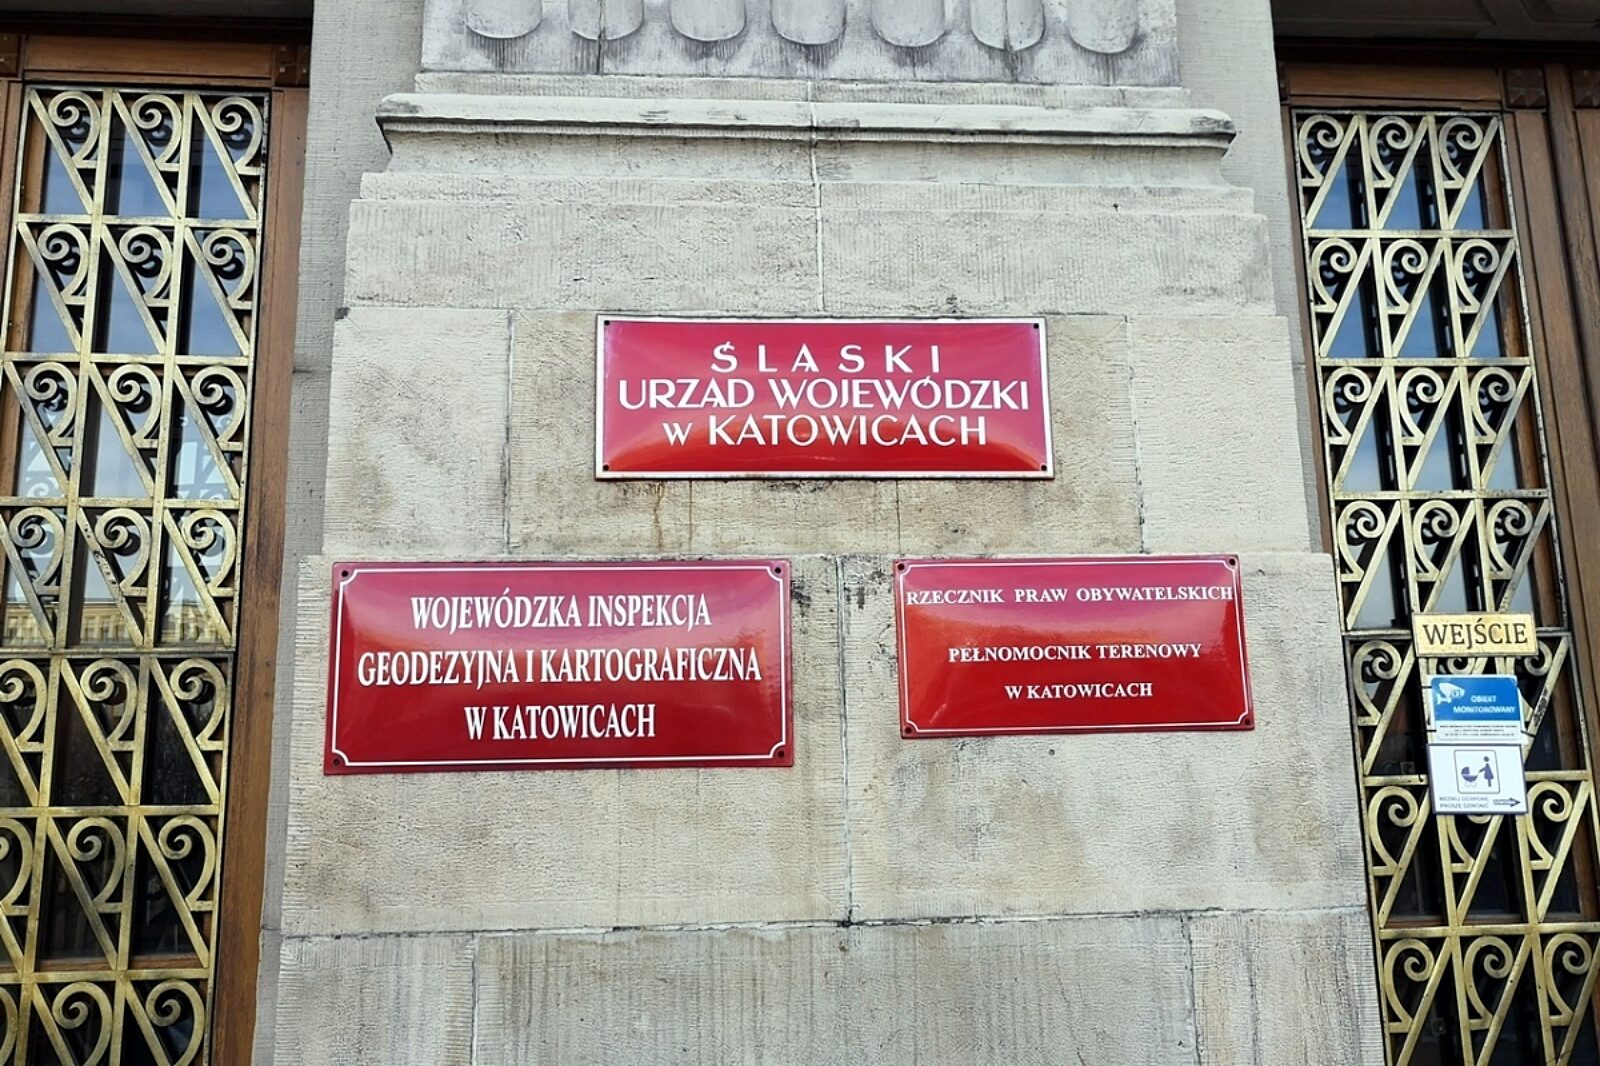 ŚLĄSKI
URZĄD WOJEWÓDZKI
w KATOWICACH
WOJEWÓDZKA INSPEKCJA
GEODEZYJNA I KARTOGRAFICZNA
W KATOWICACH
RZECZNIK PRAW OBYWATELSKICH
PEŁNOMOCNIK TERENOWY
W KATOWICACH
WEJŚCIE
OBIEKT
MONITOROWANY